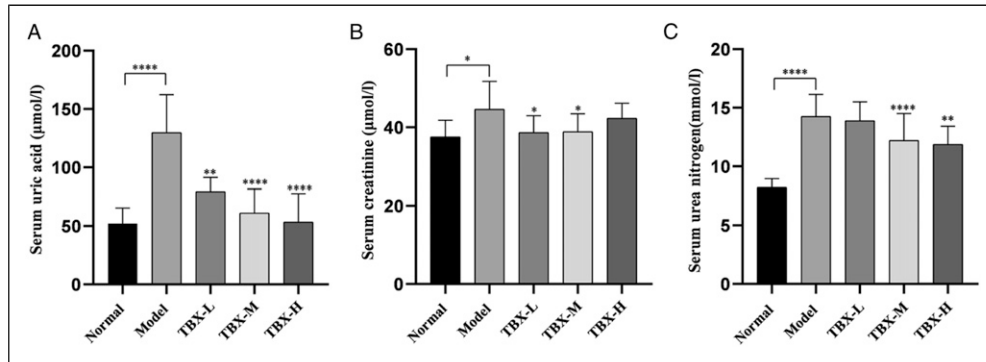 A
Serum uric acid (μmol/l)
200
150
100
50
0
****
**
****
****
Normal
Model
TBX-L
TBX-M
TBX-H
B
Serum creatinine (μmol/l)
60
40
20
0
*
*
*
Normal
Model
TBX-L
TBX-M
TBX-H
C
Serum urea nitrogen(mmol/l)
20
15
10
5
0
****
****
**
Normal
Model
TBX-L
TBX-M
TBX-H